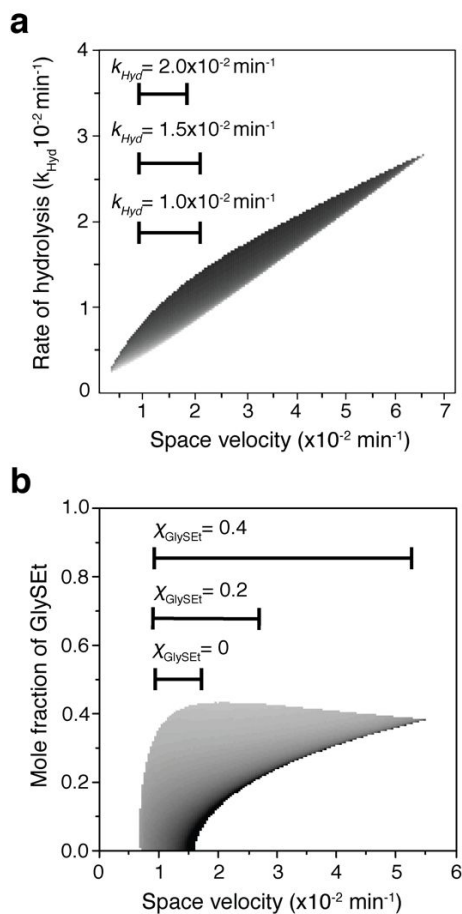 a
4
3
2
1
0
Rate of hydrolysis (kHyd 10-2 min-1)
kHyd= 2.0x10-2 min-1
kHyd= 1.5x10-2 min-1
kHyd= 1.0x10-2 min-1
1 2 3 4 5 6 7
Space velocity (x10-2 min-1)
b
1.0
0.8
0.6
0.4
0.2
0.0
Mole fraction of GlySEt
χGlySEt= 0.4
χGlySEt= 0.2
χGlySEt= 0
0 1 2 3 4 5 6
Space velocity (x10-2 min-1)